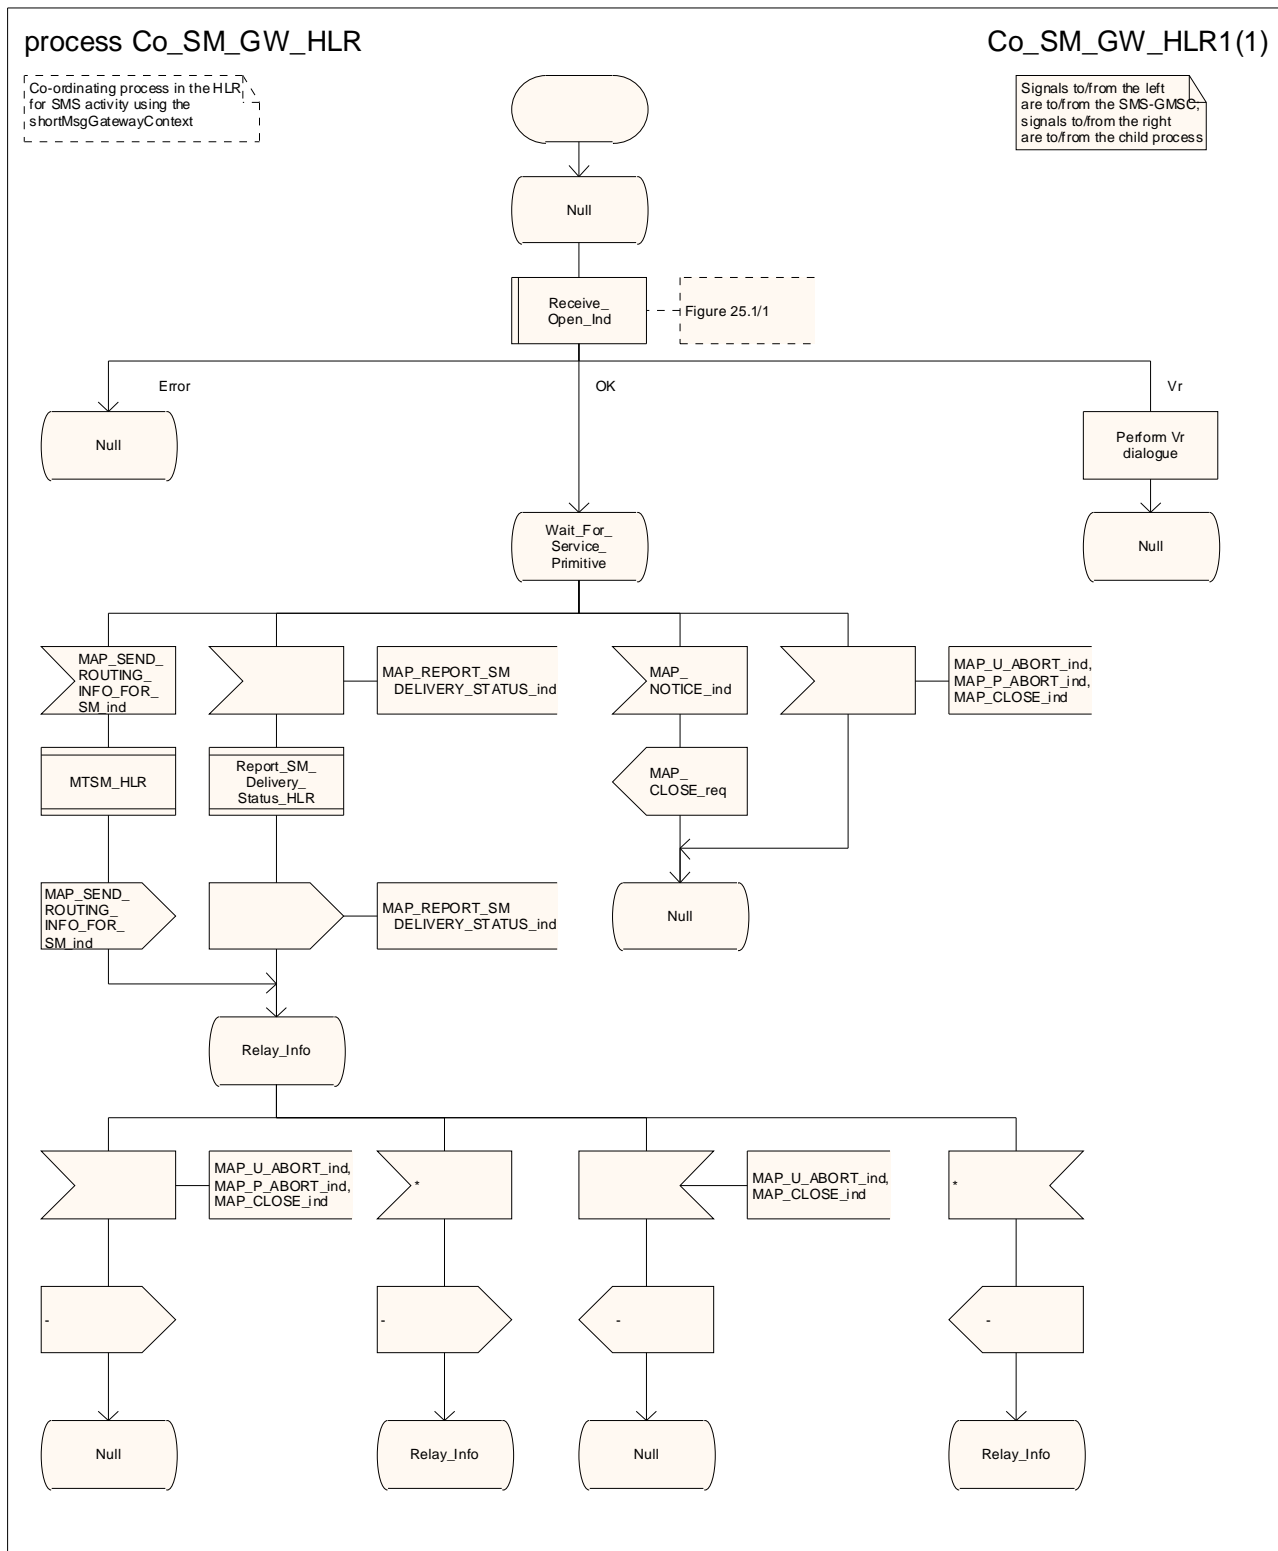 process Co_SM_GW_HLR
Co_SM_GW_HLR1(1)
Co-ordinating process in the HLR
for SMS activity using the
shortMsgGatewayContext
Signals to/from the left
are to/from the SMS-GMSC;
signals to/from the right
are to/from the child process
Null
Receive_
Open_Ind
Figure 25.1/1
Error
OK
Vr
Null
Perform Vr
dialogue
Wait_For_
Service_
Primitive
Null
MAP_SEND_
ROUTING_
INFO_FOR_
SM_ind
MAP_REPORT_SM
DELIVERY_STATUS_ind
MAP_
NOTICE_ind
MAP_U_ABORT_ind,
MAP_P_ABORT_ind,
MAP_CLOSE_ind
MTSM_HLR
Report_SM_
Delivery_
Status_HLR
MAP_
CLOSE_req
MAP_SEND_
ROUTING_
INFO_FOR_
SM_ind
MAP_REPORT_SM
DELIVERY_STATUS_ind
Null
Relay_Info
MAP_U_ABORT_ind,
MAP_P_ABORT_ind,
MAP_CLOSE_ind
*
MAP_U_ABORT_ind,
MAP_CLOSE_ind
*
-
-
-
-
Null
Relay_Info
Null
Relay_Info